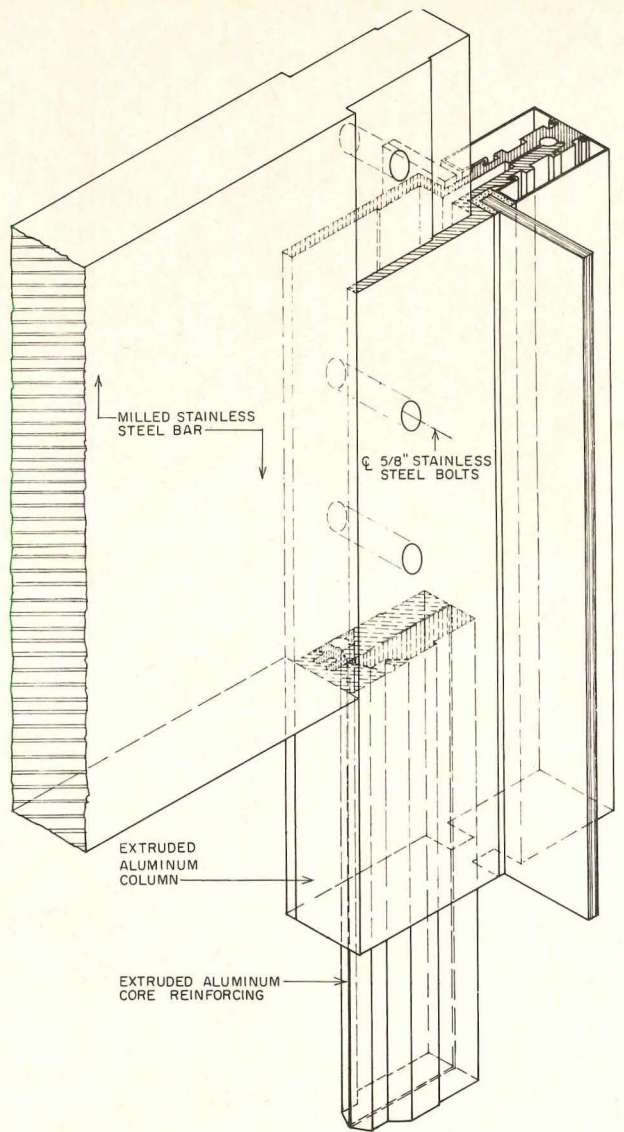 MILLED STAINLESS
STEEL BAR
℄ 5/8" STAINLESS
STEEL BOLTS
EXTRUDED
ALUMINUM
COLUMN
EXTRUDED ALUMINUM
CORE REINFORCING